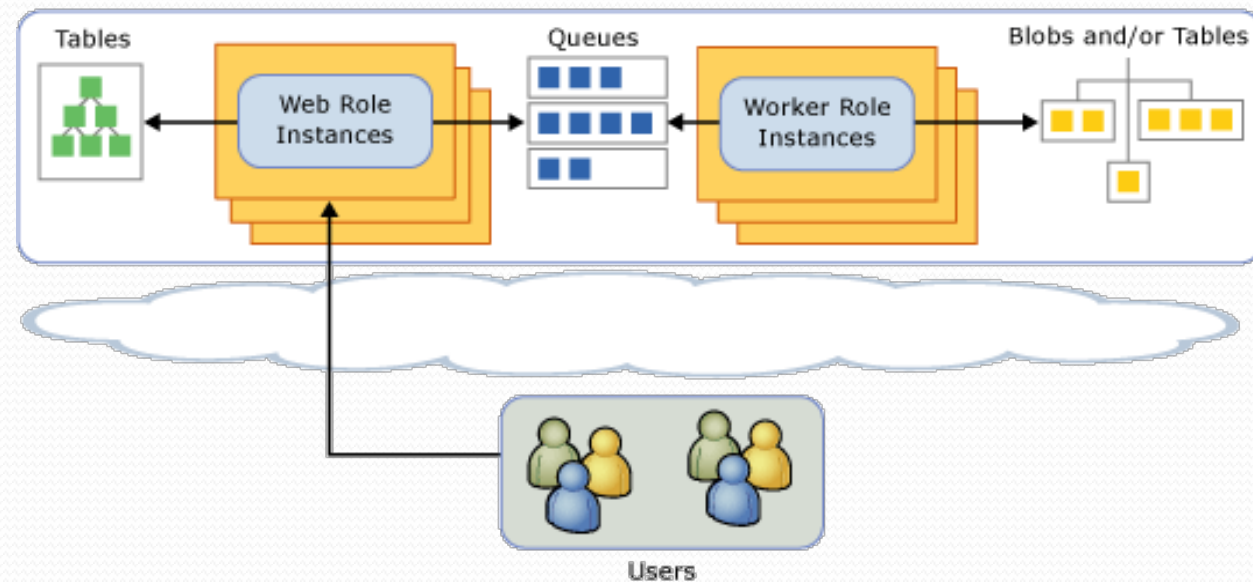 Tables
Queues
Blobs and/or Tables
Web Role
Instances
Worker Role
Instances
Users